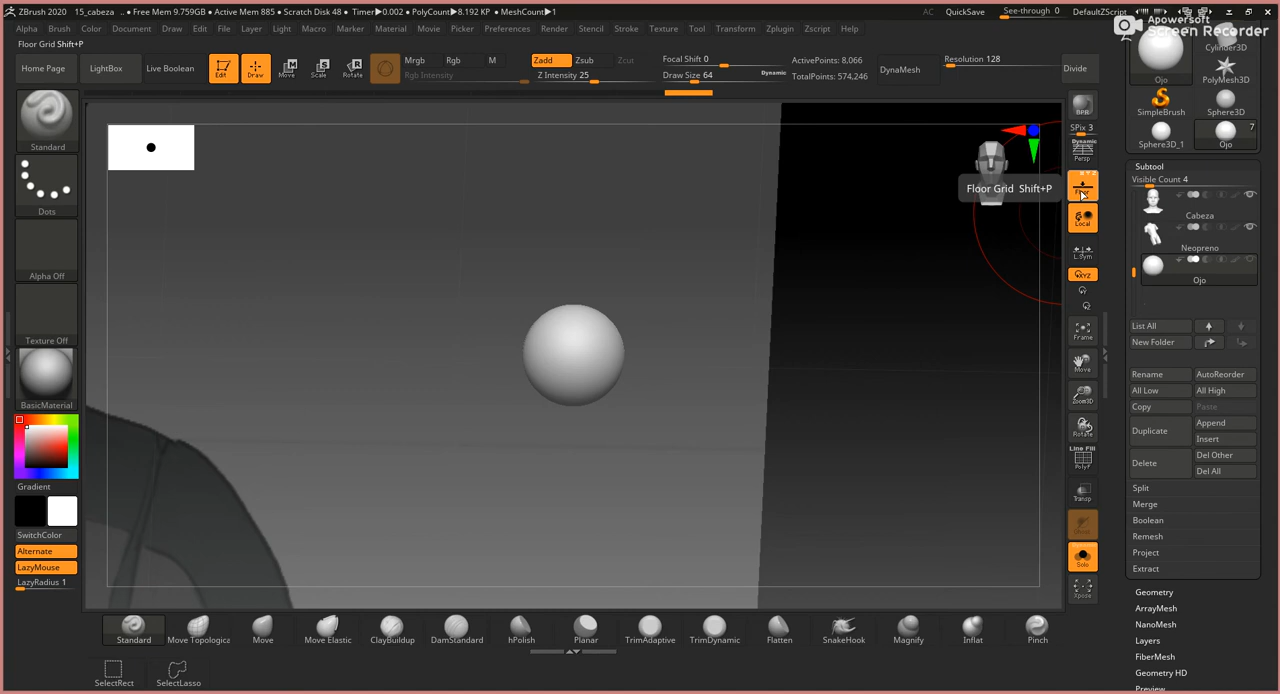 ZBrush 2020 15_cabeza .. • Free Mem 9.759GB • Active Mem 885 • Scratch Disk 48 • Timer▶0.002 • PolyCount▶8.192 KP • MeshCount▶1
AC QuickSave See-through 0 DefaultZScript
Apowersoft
Screen Recorder
Alpha Brush Color Document Draw Edit File Layer Light Macro Marker Material Movie Picker Preferences Render Stencil Stroke Texture Tool Transform Zplugin Zscript Help
Floor Grid Shift+P
Home Page LightBox Live Boolean
Edit Draw Move Scale Rotate
Mrgb Rgb M
Rgb Intensity
Zadd Zsub Zcut
Z Intensity 25
Focal Shift 0
Draw Size 64 Dynamic
ActivePoints: 8,066
TotalPoints: 574,246
DynaMesh
Resolution 128
Divide
Standard
Dots
Alpha Off
Texture Off
BasicMaterial
Gradient
SwitchColor
Alternate
LazyMouse
LazyRadius 1
Floor Grid Shift+P
BPR
SPix 3
Dynamic
Persp
Floor
Local
L.Sym
XYZ
Frame
Move
Zoom3D
Rotate
Line Fill
PolyF
Transp
Ghost
Dynamic
Solo
Xpose
Ojo
Cylinder3D
PolyMesh3D
SimpleBrush
Sphere3D
Sphere3D_1
7
Ojo
Subtool
Visible Count 4
Cabeza
Neopreno
Ojo
List All
New Folder
Rename AutoReorder
All Low All High
Copy Paste
Duplicate
Append
Insert
Delete
Del Other
Del All
Split
Merge
Boolean
Remesh
Project
Extract
Geometry
ArrayMesh
NanoMesh
Layers
FiberMesh
Geometry HD
Preview
Standard Move Topologica Move Move Elastic ClayBuildup DamStandard hPolish Planar TrimAdaptive TrimDynamic Flatten SnakeHook Magnify Inflat Pinch
SelectRect SelectLasso